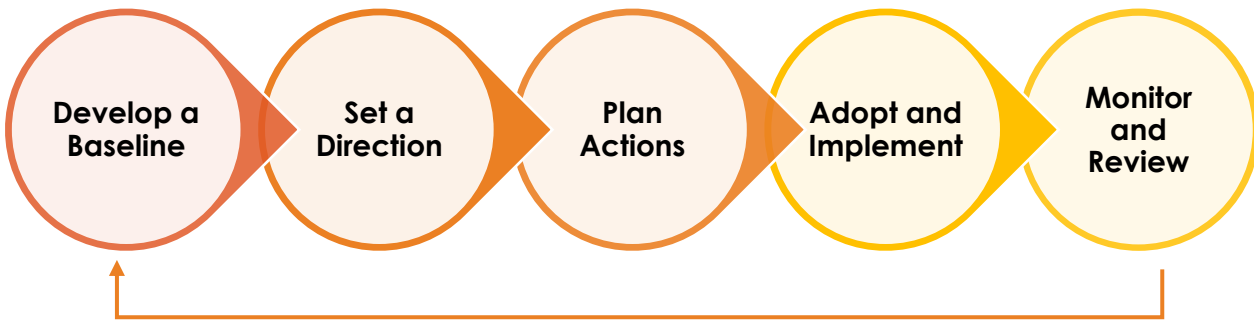 Develop a
Baseline
Set a
Direction
Plan
Actions
Adopt and
Implement
Monitor
and
Review